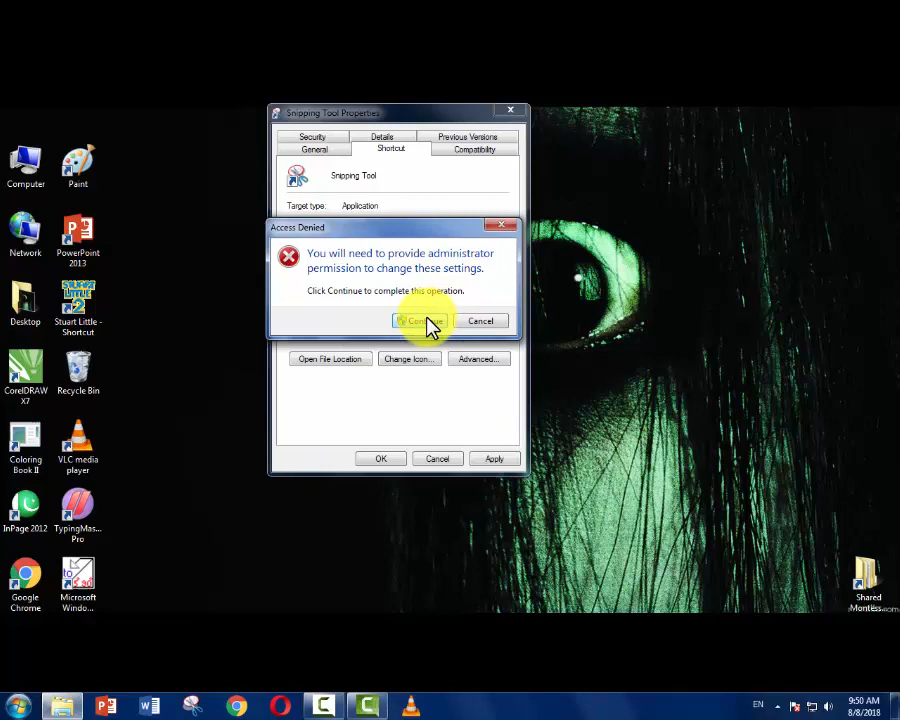 Snipping Tool Properties
Security
Details
Previous Versions
General
Shortcut
Compatibility
Snipping Tool
Target type:
Application
Access Denied
You will need to provide administrator
permission to change these settings.
Click Continue to complete this operation.
Continue
Cancel
Open File Location
Change Icon...
Advanced...
OK
Cancel
Apply
Computer
Paint
Network
PowerPoint
2013
Desktop
Stuart Little -
Shortcut
CorelDRAW
X7
Recycle Bin
Coloring
Book II
VLC media
player
InPage 2012
TypingMas...
Pro
Google
Chrome
Microsoft
Windo...
Shared
EN
9:50 AM
8/8/2018